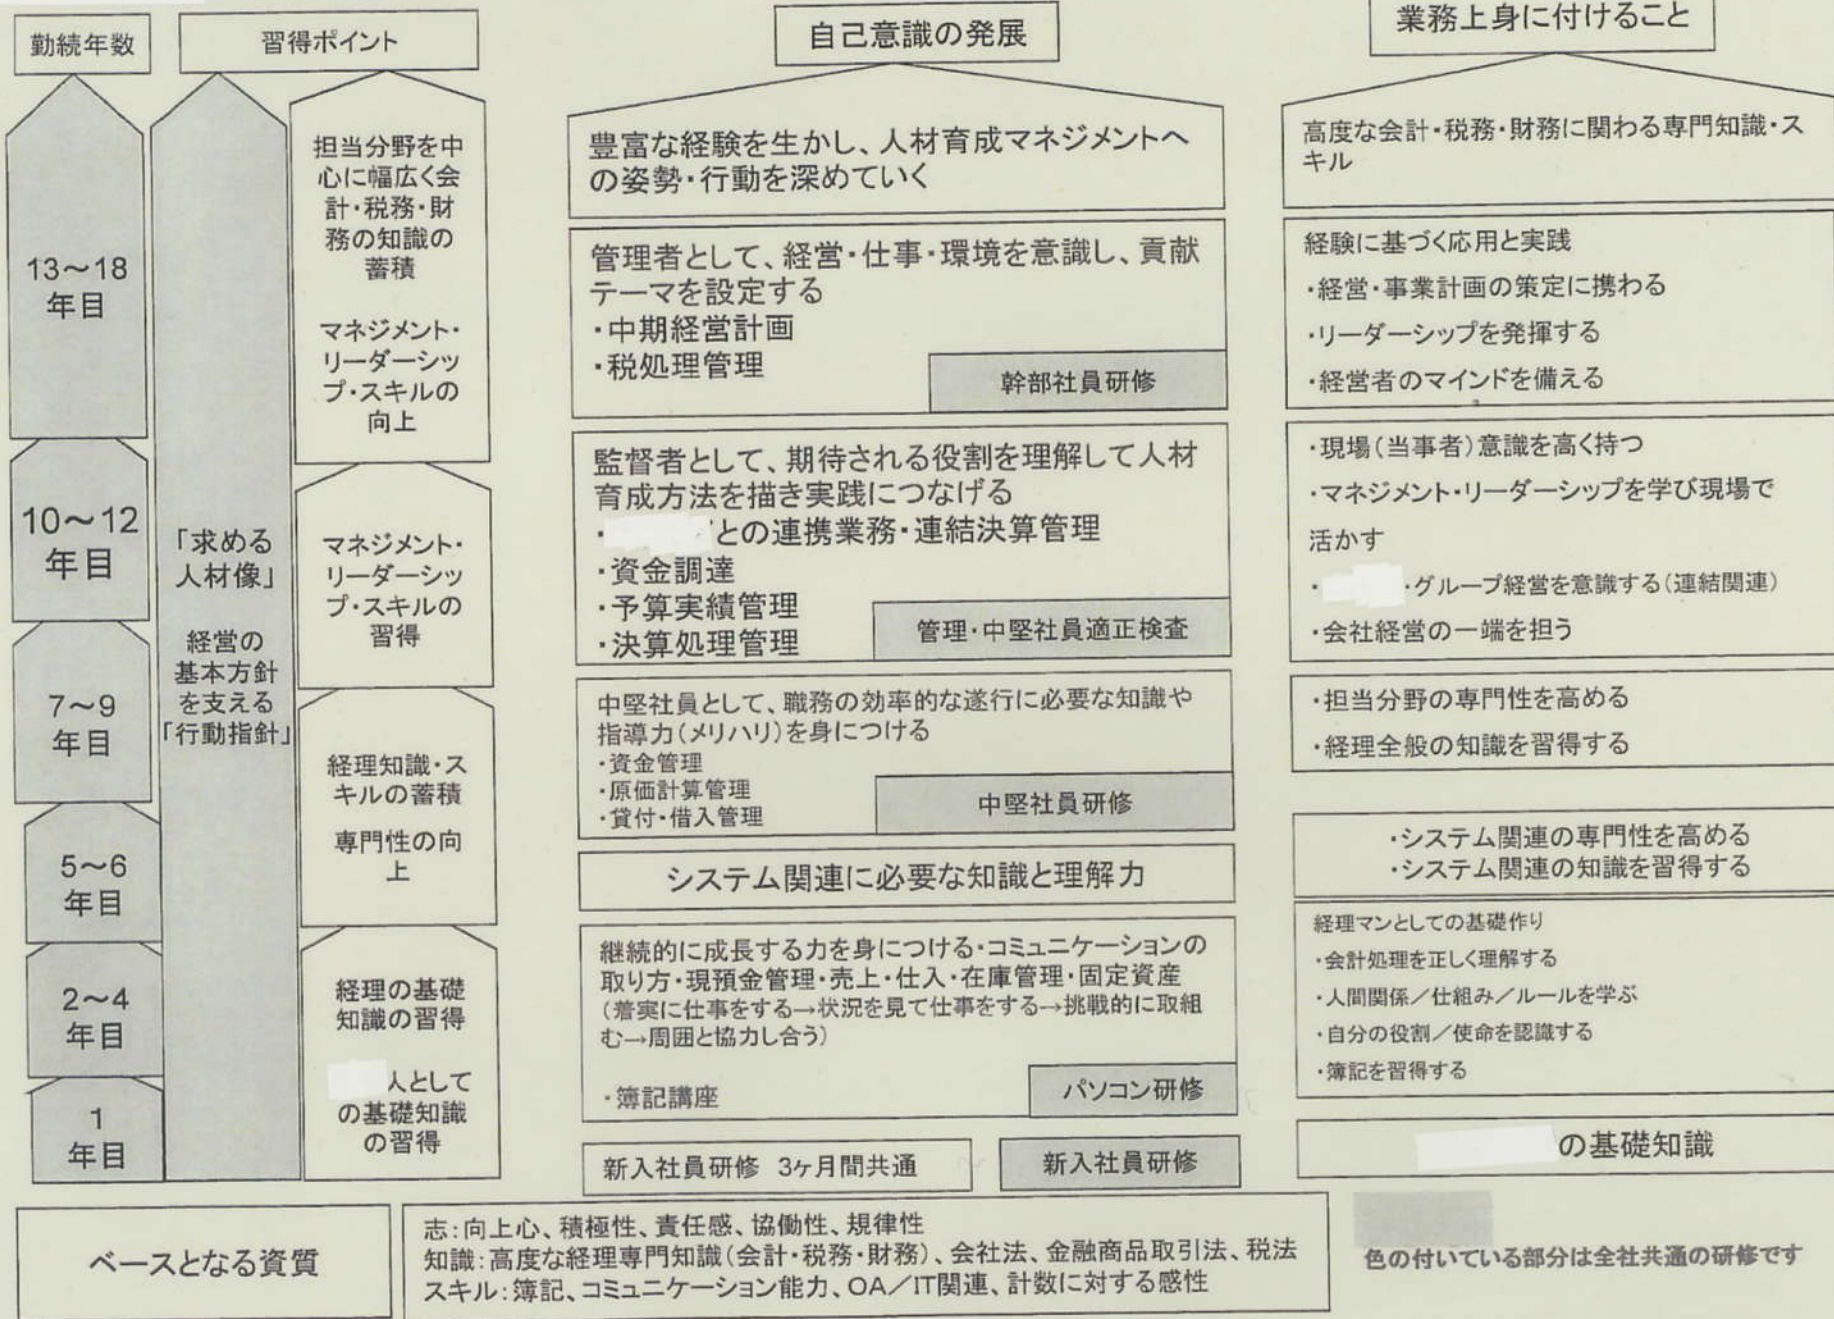 勤続年数
習得ポイント
自己意識の発展
業務上身に付けること
13～18
年目
10～12
年目
7～9
年目
5～6
年目
2～4
年目
1
年目
「求める
人材像」
経営の
基本方針
を支える
「行動指針」
担当分野を中
心に幅広く会
計・税務・財
務の知識の
蓄積
マネジメント・
リーダーシッ
プ・スキルの
向上
マネジメント・
リーダーシッ
プ・スキルの
習得
経理知識・ス
キルの蓄積
専門性の向
上
経理の基礎
知識の習得
人として
の基礎知識
の習得
豊富な経験を生かし、人材育成マネジメントへ
の姿勢・行動を深めていく
管理者として、経営・仕事・環境を意識し、貢献
テーマを設定する
・中期経営計画
・税処理管理
幹部社員研修
監督者として、期待される役割を理解して人材
育成方法を描き実践につなげる
・ との連携業務・連結決算管理
・資金調達
・予算実績管理
・決算処理管理
管理・中堅社員適正検査
中堅社員として、職務の効率的な遂行に必要な知識や
指導力(メリハリ)を身につける
・資金管理
・原価計算管理
・貸付・借入管理
中堅社員研修
システム関連に必要な知識と理解力
継続的に成長する力を身につける・コミュニケーションの
取り方・現預金管理・売上・仕入・在庫管理・固定資産
(着実に仕事をする→状況を見て仕事をする→挑戦的に取組
む→周囲と協力し合う)
・簿記講座
パソコン研修
新入社員研修 3ヶ月間共通
新入社員研修
高度な会計・税務・財務に関わる専門知識・ス
キル
経験に基づく応用と実践
・経営・事業計画の策定に携わる
・リーダーシップを発揮する
・経営者のマインドを備える
・現場(当事者)意識を高く持つ
・マネジメント・リーダーシップを学び現場で
活かす
・ ・グループ経営を意識する(連結関連)
・会社経営の一端を担う
・担当分野の専門性を高める
・経理全般の知識を習得する
・システム関連の専門性を高める
・システム関連の知識を習得する
経理マンとしての基礎作り
・会計処理を正しく理解する
・人間関係／仕組み／ルールを学ぶ
・自分の役割／使命を認識する
・簿記を習得する
の基礎知識
ベースとなる資質
志:向上心、積極性、責任感、協働性、規律性
知識:高度な経理専門知識(会計・税務・財務)、会社法、金融商品取引法、税法
スキル:簿記、コミュニケーション能力、OA／IT関連、計数に対する感性
色の付いている部分は全社共通の研修です